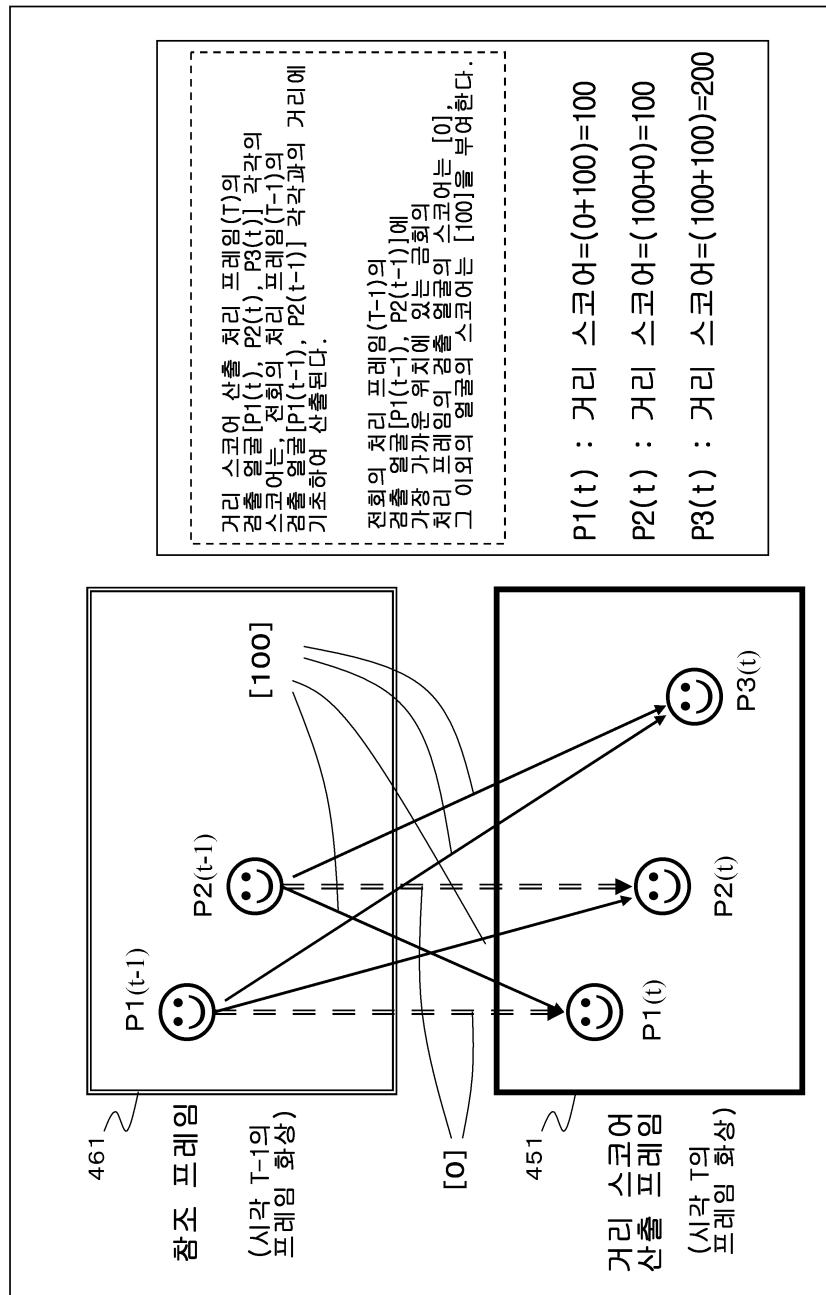 461
참조 프레임
(시각 T-1의
프레임 화상)
P1(t-1)
P2(t-1)
[100]
[0]
451
거리 스코어
산출 프레임
(시각 T의
프레임 화상)
P1(t)
P2(t)
P3(t)
거리 스코어 산출 처리 프레임(T)의
검출 얼굴[P1(t), P2(t), P3(t)] 각각의
스코어는, 전회의 처리 프레임(T-1)의
검출 얼굴[P1(t-1), P2(t-1)] 각각과의 거리에
기초하여 산출된다.
전회의 처리 프레임(T-1)의
검출 얼굴[P1(t-1), P2(t-1)]에
가장 가까운 위치에 있는 금회의
처리 프레임의 검출 얼굴의 스코어는 [0],
그 이외의 얼굴의 스코어는 [100]을 부여한다.
P1(t) : 거리 스코어=(0+100)=100
P2(t) : 거리 스코어=(100+0)=100
P3(t) : 거리 스코어=(100+100)=200